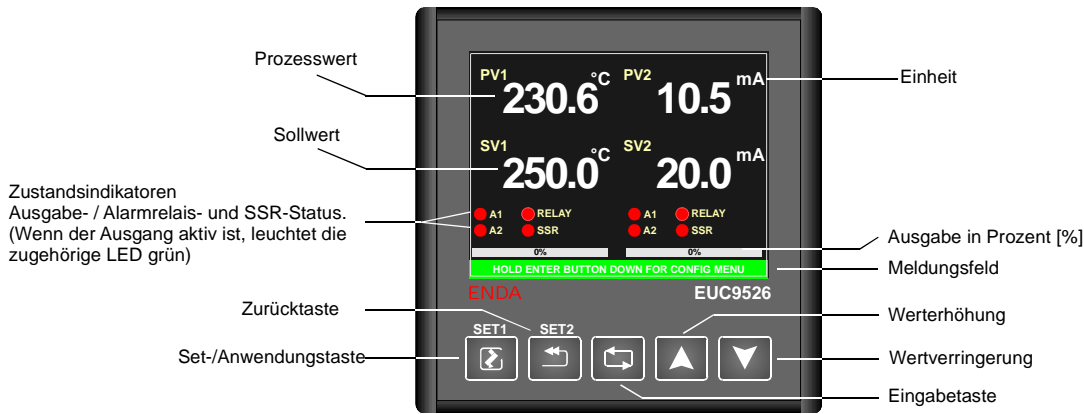 Prozesswert
Sollwert
Zustandsindikatoren
Ausgabe- / Alarmrelais- und SSR-Status.
(Wenn der Ausgang aktiv ist, leuchtet die
zugehörige LED grün)
Zurücktaste
Set-/Anwendungstaste
PV1 °C PV2 mA
230.6 10.5
SV1 °C SV2 mA
250.0 20.0
A1 RELAY A1 RELAY
A2 SSR A2 SSR
0% 0%
HOLD ENTER BUTTON DOWN FOR CONFIG MENU
ENDA EUC9526
SET1 SET2
Einheit
Ausgabe in Prozent [%]
Meldungsfeld
Werterhöhung
Wertverringerung
Eingabetaste